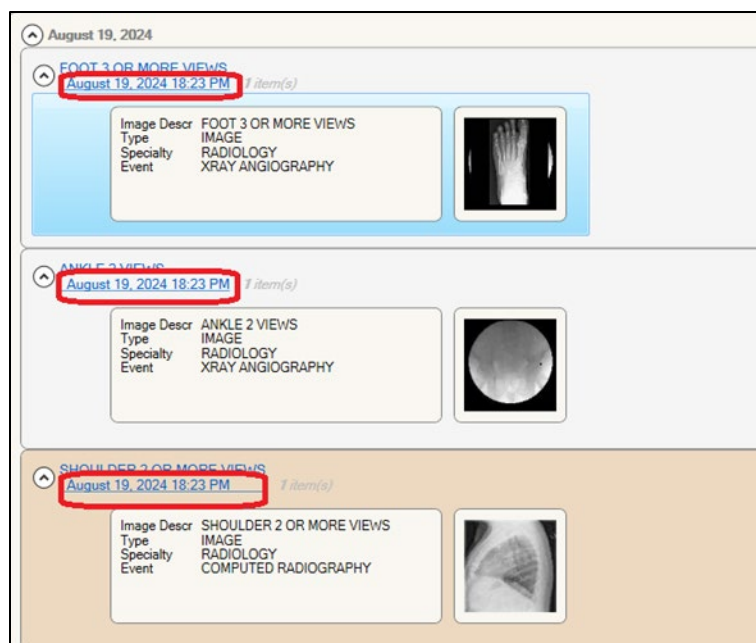 August 19, 2024
FOOT 3 OR MORE VIEWS
August 19, 2024 18:23 PM 1 item(s)
Image Descr FOOT 3 OR MORE VIEWS
Type IMAGE
Specialty RADIOLOGY
Event XRAY ANGIOGRAPHY
ANKLE 2 VIEWS
August 19, 2024 18:23 PM 1 item(s)
Image Descr ANKLE 2 VIEWS
Type IMAGE
Specialty RADIOLOGY
Event XRAY ANGIOGRAPHY
SHOULDER 2 OR MORE VIEWS
August 19, 2024 18:23 PM 1 item(s)
Image Descr SHOULDER 2 OR MORE VIEWS
Type IMAGE
Specialty RADIOLOGY
Event COMPUTED RADIOGRAPHY